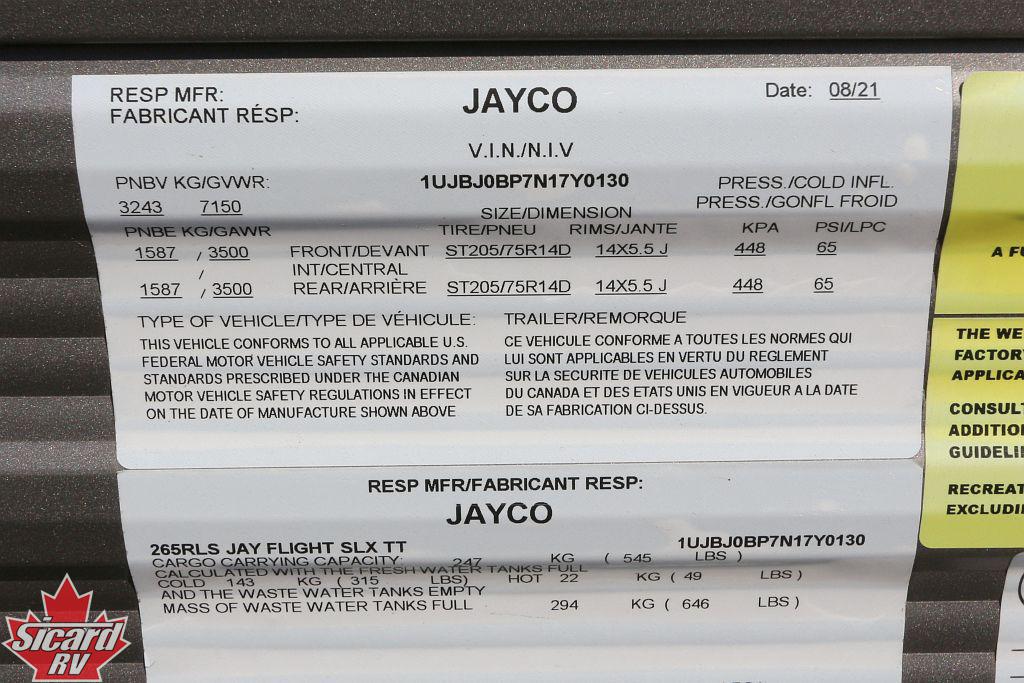 RESP MFR: JAYCO Date: 08/21
FABRICANT RÉSP:
V.I.N./N.I.V
PNBV KG/GVWR: 1UJBJ0BP7N17Y0130 PRESS./COLD INFL.
3243 7150 SIZE/DIMENSION PRESS./GONFL FROID
PNBE KG/GAWR TIRE/PNEU RIMS/JANTE KPA PSI/LPC
1587 / 3500 FRONT/DEVANT ST205/75R14D 14X5.5 J 448 65
/ INT/CENTRAL
1587 / 3500 REAR/ARRIÈRE ST205/75R14D 14X5.5 J 448 65
TYPE OF VEHICLE/TYPE DE VÉHICULE: TRAILER/REMORQUE
THIS VEHICLE CONFORMS TO ALL APPLICABLE U.S.
FEDERAL MOTOR VEHICLE SAFETY STANDARDS AND
STANDARDS PRESCRIBED UNDER THE CANADIAN
MOTOR VEHICLE SAFETY REGULATIONS IN EFFECT
ON THE DATE OF MANUFACTURE SHOWN ABOVE
CE VEHICULE CONFORME A TOUTES LES NORMES QUI
LUI SONT APPLICABLES EN VERTU DU REGLEMENT
SUR LA SECURITE DE VEHICULES AUTOMOBILES
DU CANADA ET DES ETATS UNIS EN VIGUEUR A LA DATE
DE SA FABRICATION CI-DESSUS.
RESP MFR/FABRICANT RESP:
JAYCO
265RLS JAY FLIGHT SLX TT 1UJBJ0BP7N17Y0130
CARGO CARRYING CAPACITY: 247 KG ( 545 LBS )
CALCULATED WITH THE FRESH WATER TANKS FULL
COLD 143 KG ( 315 LBS) HOT 22 KG ( 49 LBS )
AND THE WASTE WATER TANKS EMPTY
MASS OF WASTE WATER TANKS FULL 294 KG ( 646 LBS )
A FU
THE WE
FACTORY
APPLICA
CONSULT
ADDITIO
GUIDELI
RECREAT
EXCLUDI
Sicard
RV